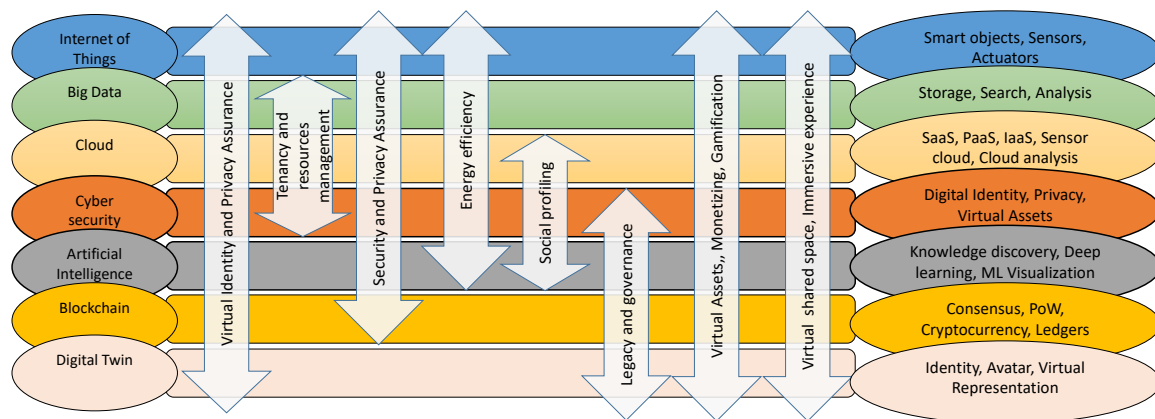 Internet of
Things
Smart objects, Sensors,
Actuators
Big Data
Storage, Search, Analysis
Cloud
SaaS, PaaS, IaaS, Sensor
cloud, Cloud analysis
Cyber
security
Digital Identity, Privacy,
Virtual Assets
Artificial
Intelligence
Knowledge discovery, Deep
learning, ML Visualization
Blockchain
Consensus, PoW,
Cryptocurrency, Ledgers
Digital Twin
Identity, Avatar, Virtual
Representation
Virtual Identity and Privacy Assurance
Tenancy and
resources
management
Security and Privacy Assurance
Energy efficiency
Social profiling
Legacy and governance
Virtual Assets,, Monetizing, Gamification
Virtual shared space, Immersive experience